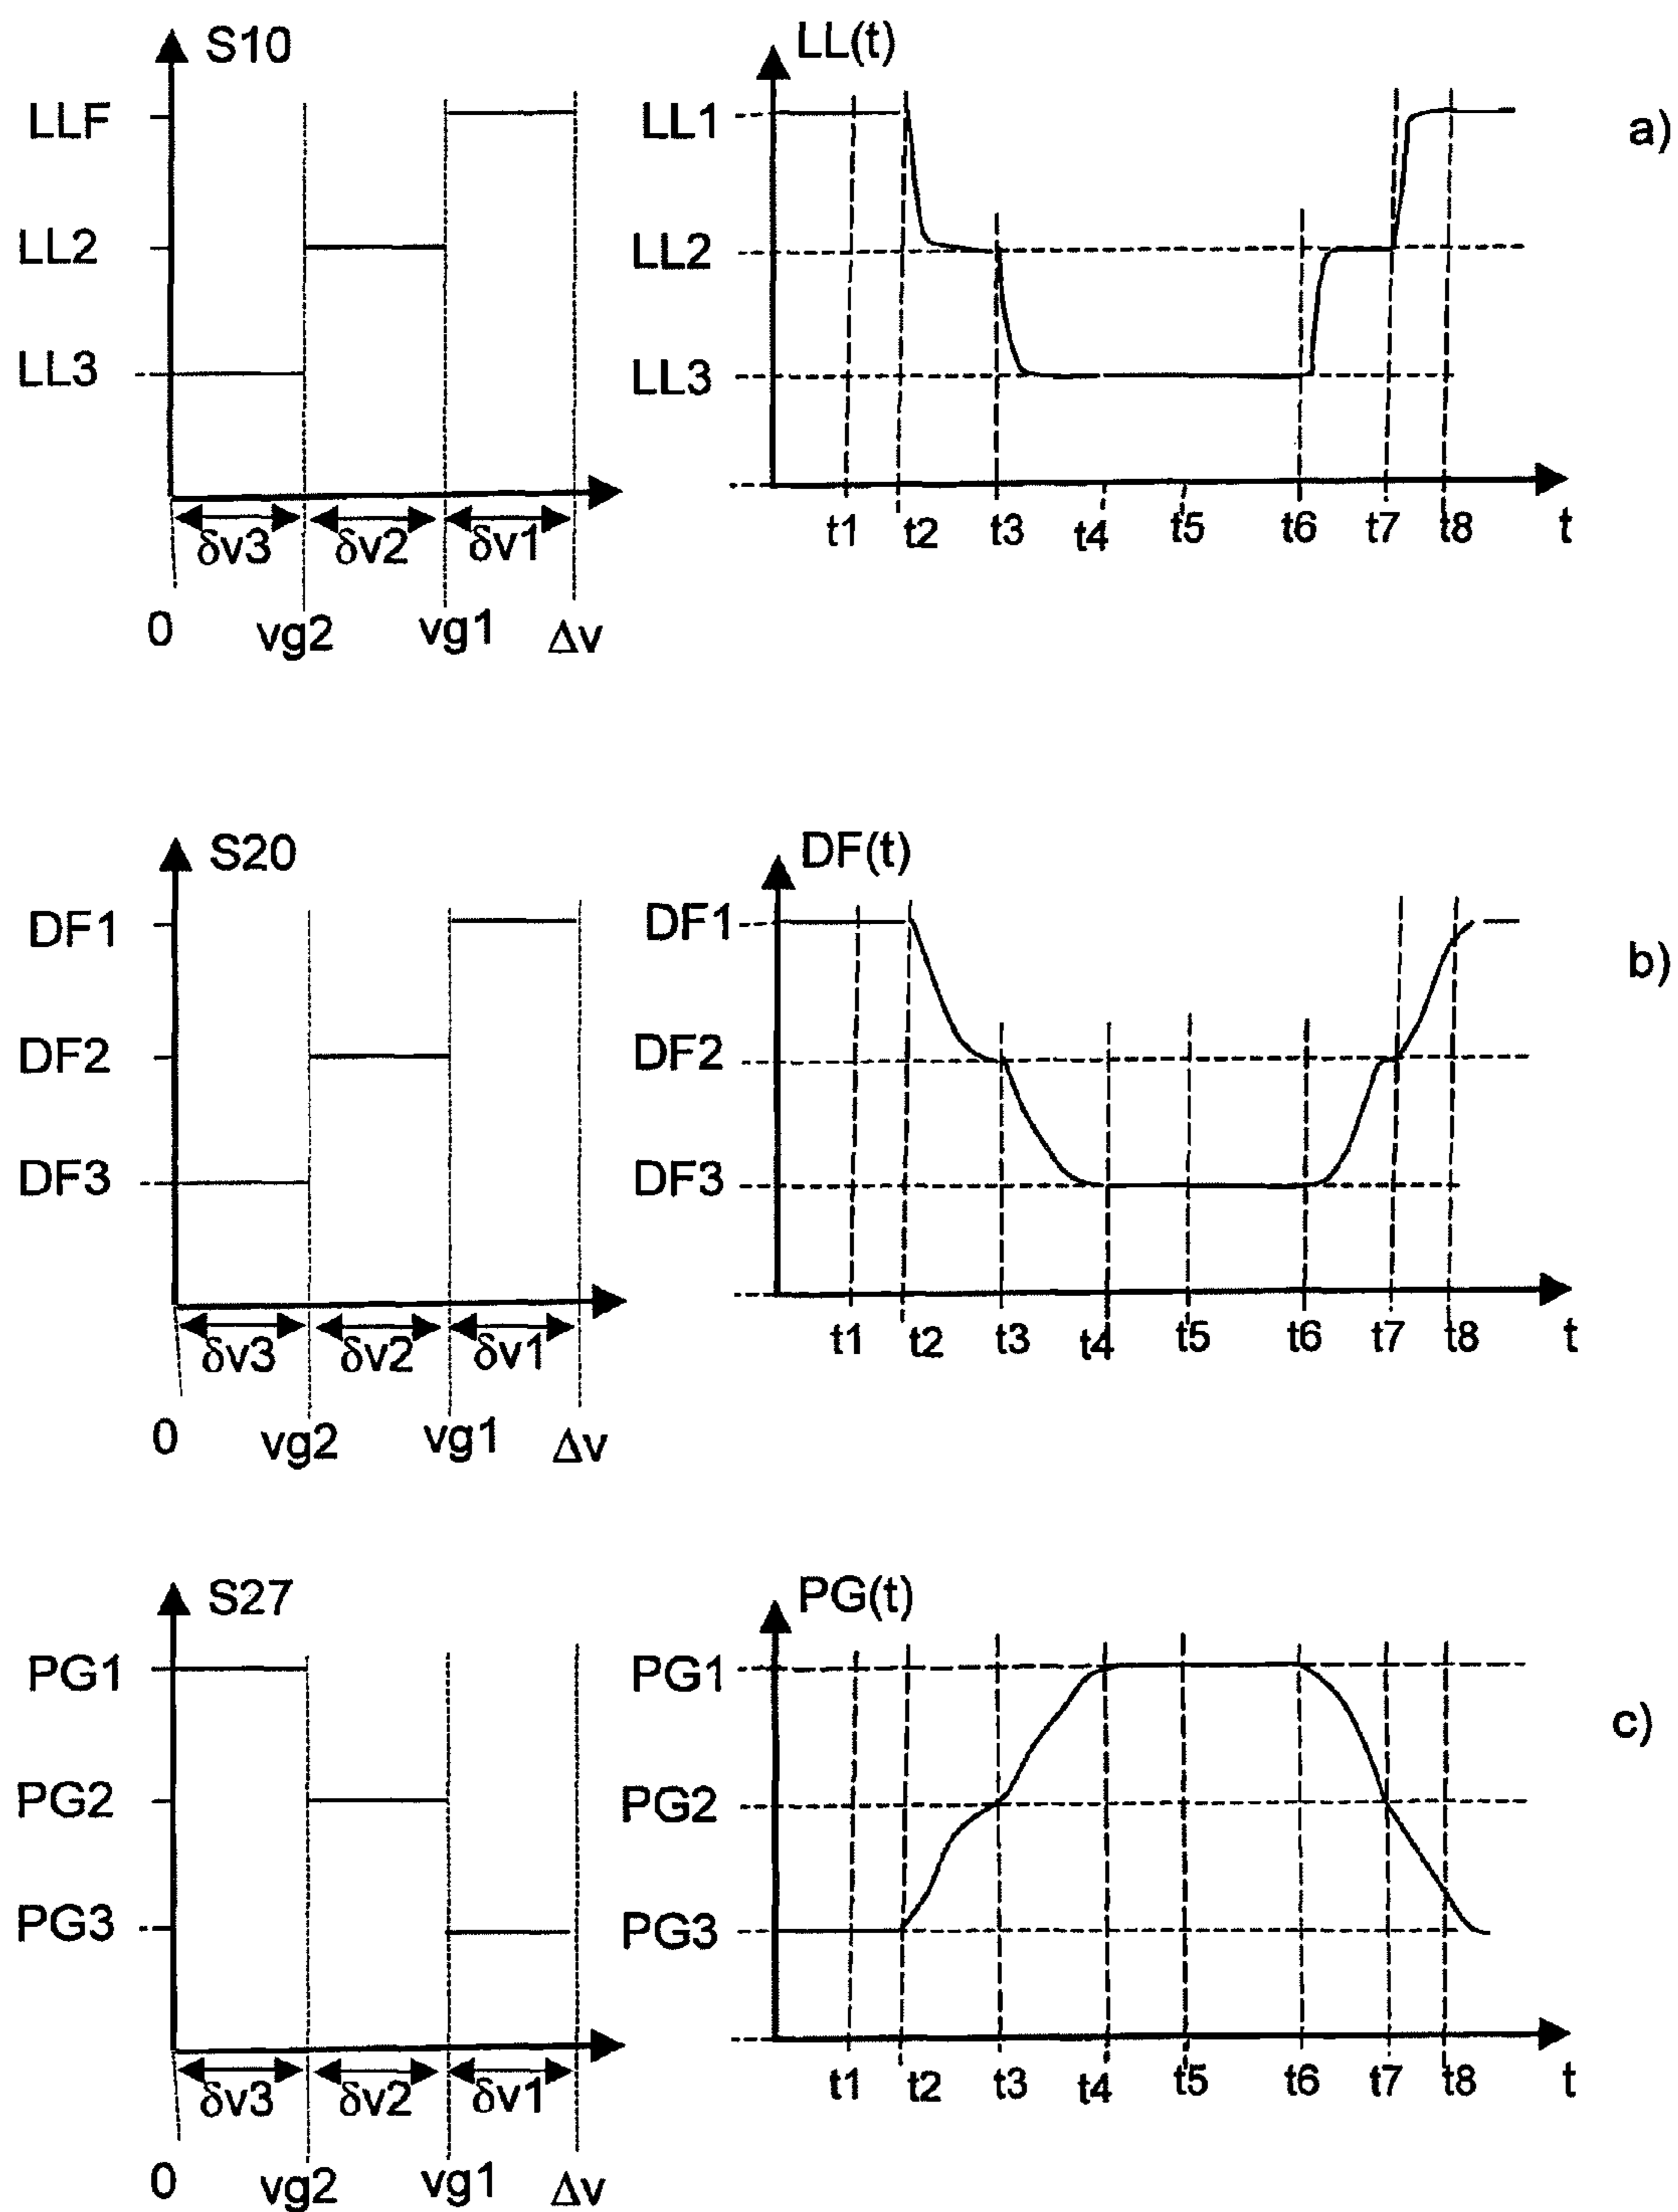 S10
LLF
LL2
LL3
δv3 δv2 δv1
0 vg2 vg1 Δv
LL(t)
LL1
LL2
LL3
t1 t2 t3 t4 t5 t6 t7 t8 t
a)
S20
DF1
DF2
DF3
δv3 δv2 δv1
0 vg2 vg1 Δv
DF(t)
DF1
DF2
DF3
t1 t2 t3 t4 t5 t6 t7 t8 t
b)
S27
PG1
PG2
PG3
δv3 δv2 δv1
0 vg2 vg1 Δv
PG(t)
PG1
PG2
PG3
t1 t2 t3 t4 t5 t6 t7 t8 t
c)